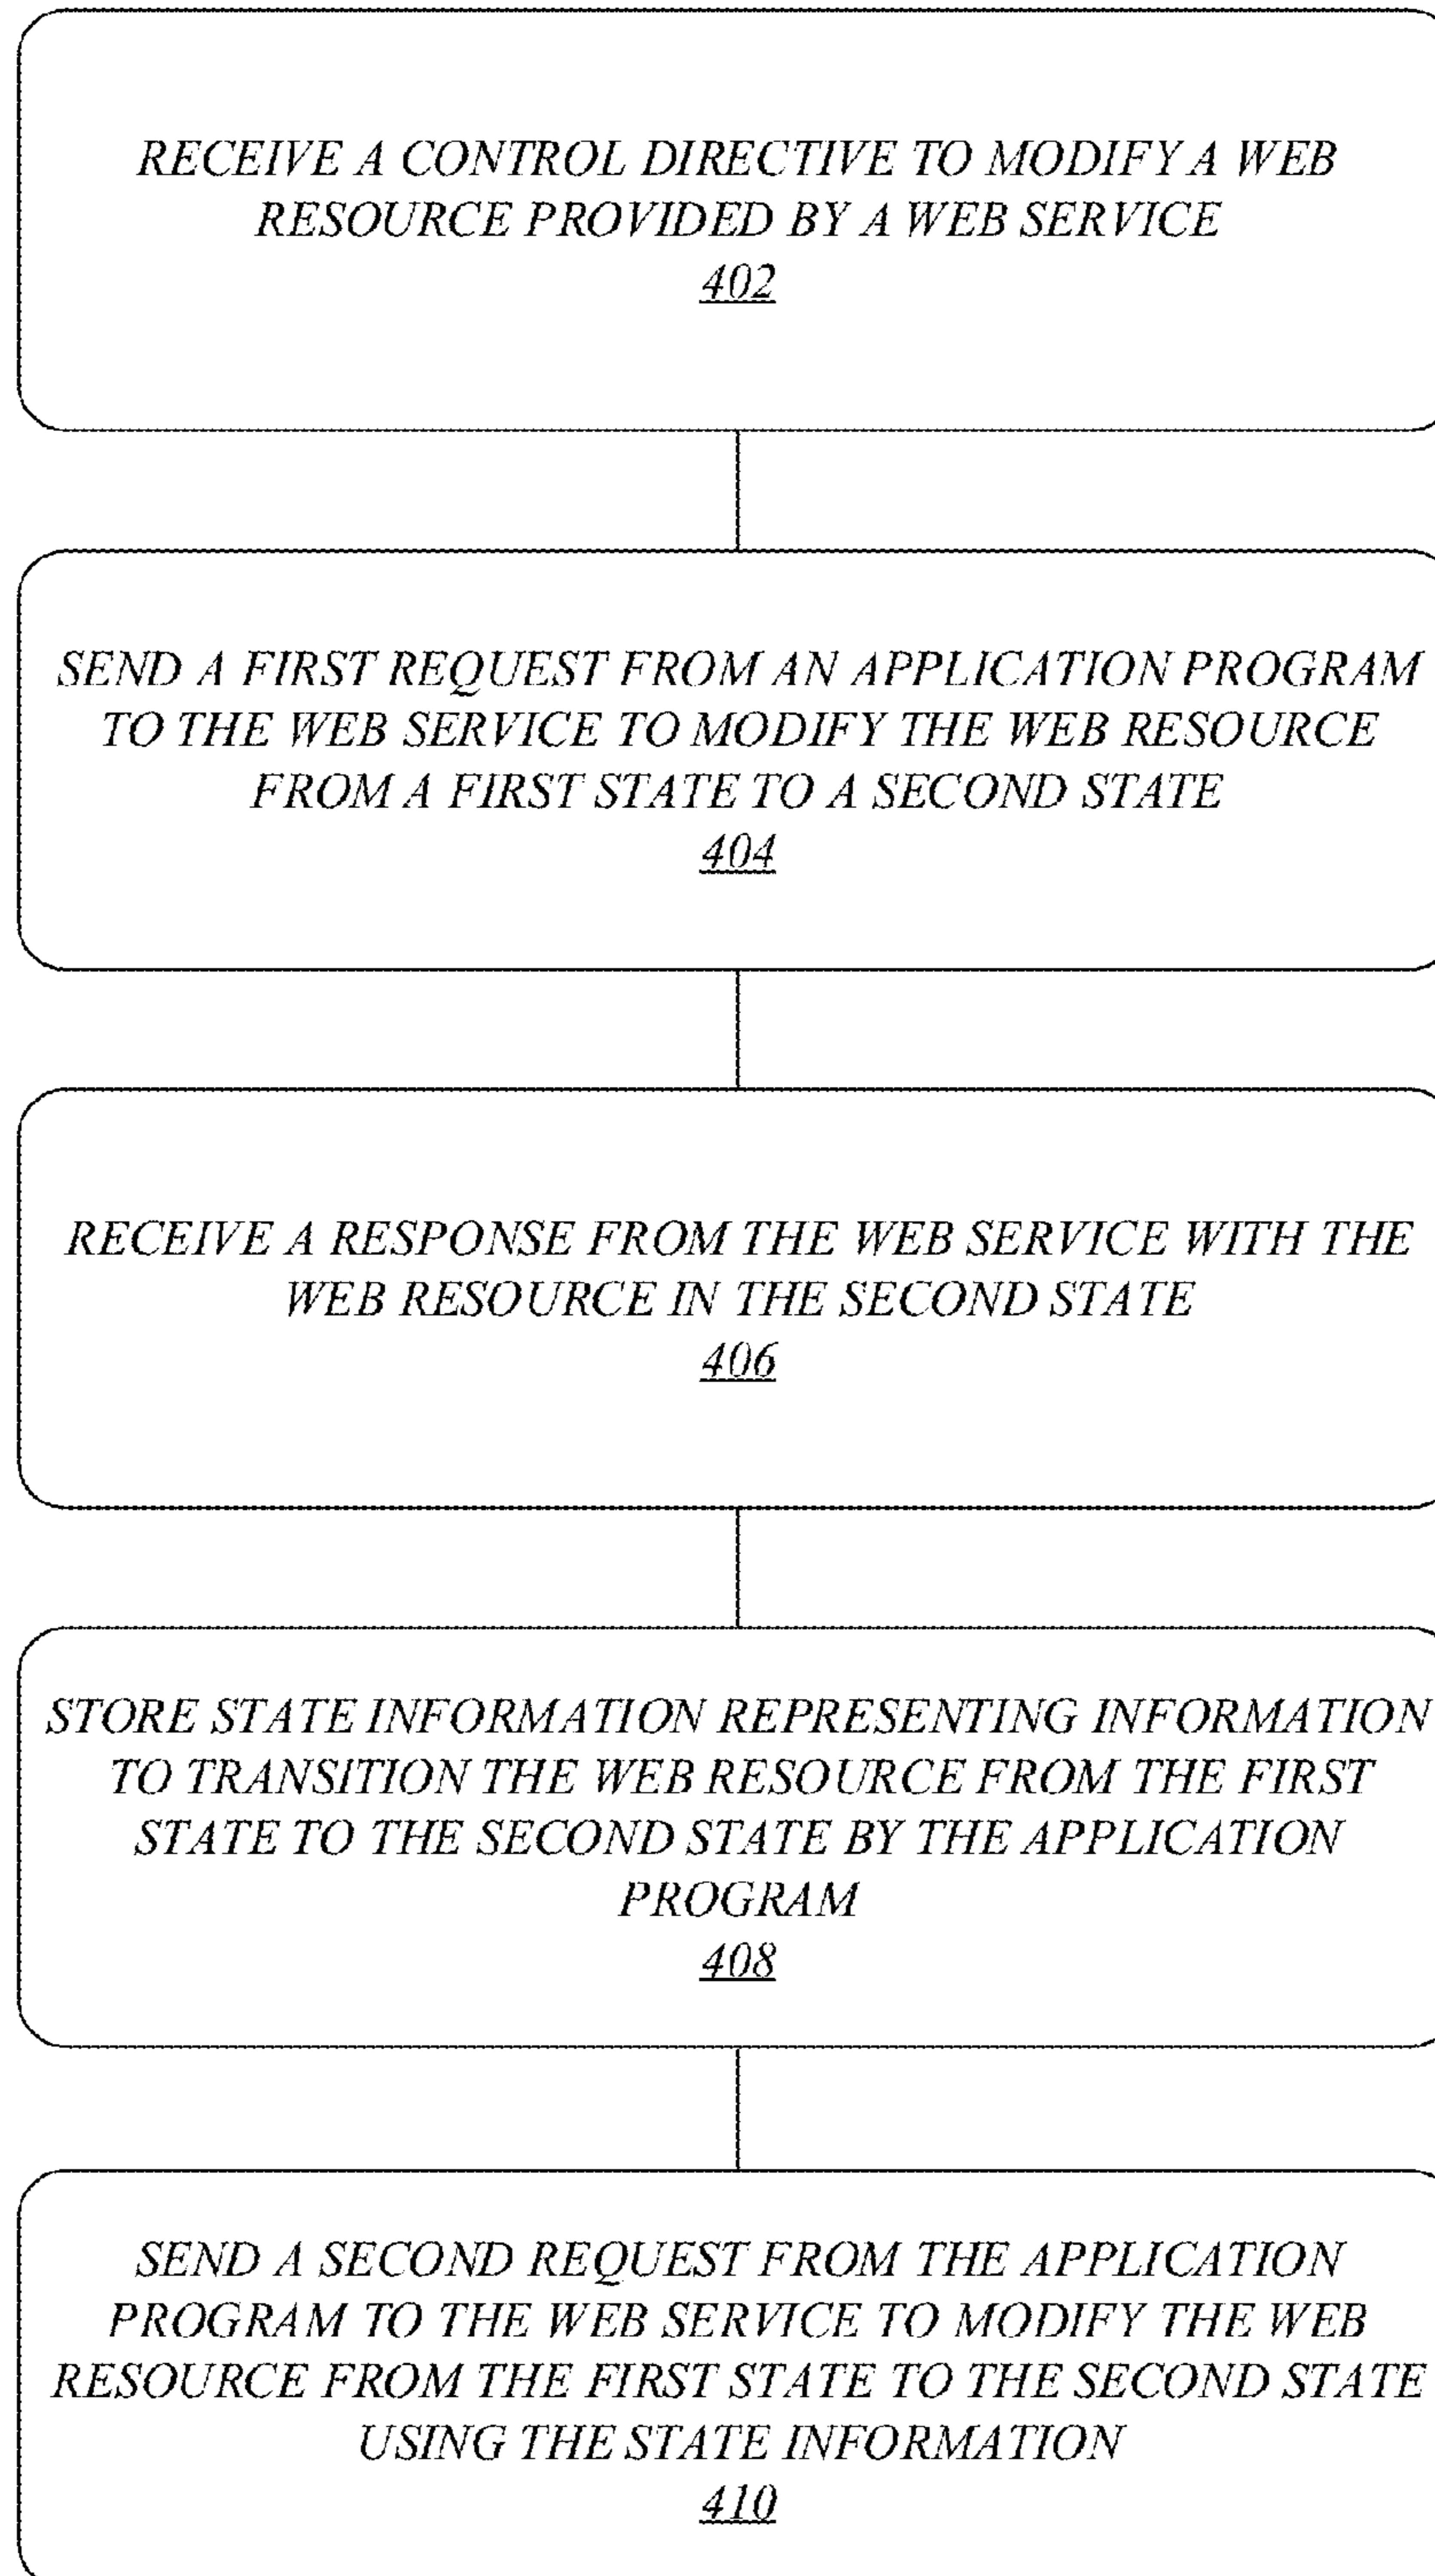 RECEIVE A CONTROL DIRECTIVE TO MODIFY A WEB
RESOURCE PROVIDED BY A WEB SERVICE
402
SEND A FIRST REQUEST FROM AN APPLICATION PROGRAM
TO THE WEB SERVICE TO MODIFY THE WEB RESOURCE
FROM A FIRST STATE TO A SECOND STATE
404
RECEIVE A RESPONSE FROM THE WEB SERVICE WITH THE
WEB RESOURCE IN THE SECOND STATE
406
STORE STATE INFORMATION REPRESENTING INFORMATION
TO TRANSITION THE WEB RESOURCE FROM THE FIRST
STATE TO THE SECOND STATE BY THE APPLICATION
PROGRAM
408
SEND A SECOND REQUEST FROM THE APPLICATION
PROGRAM TO THE WEB SERVICE TO MODIFY THE WEB
RESOURCE FROM THE FIRST STATE TO THE SECOND STATE
USING THE STATE INFORMATION
410